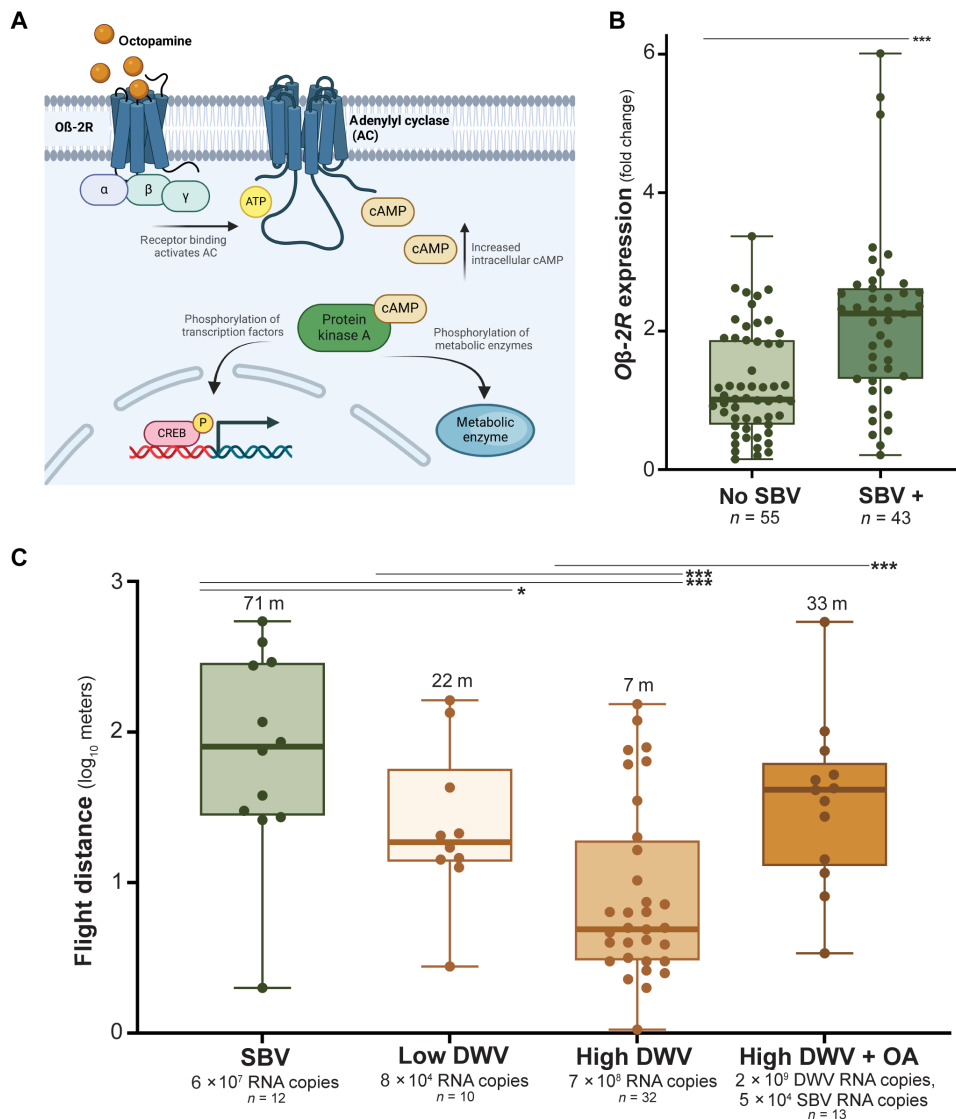 A
Octopamine
Oß-2R
Adenylyl cyclase
(AC)
α
β
γ
ATP
cAMP
cAMP
Receptor binding
activates AC
Increased
intracellular cAMP
cAMP
Protein
kinase A
Phosphorylation of
transcription factors
Phosphorylation of
metabolic enzymes
P
CREB
Metabolic
enzyme
B
***
6
4
2
0
Oβ-2R expression (fold change)
No SBV
n = 55
SBV +
n = 43
C
***
***
***
*
3
2
1
0
Flight distance (log10 meters)
71 m
22 m
7 m
33 m
SBV
6 × 10⁷ RNA copies
n = 12
Low DWV
8 × 10⁴ RNA copies
n = 10
High DWV
7 × 10⁸ RNA copies
n = 32
High DWV + OA
2 × 10⁹ DWV RNA copies,
5 × 10⁴ SBV RNA copies
n = 13